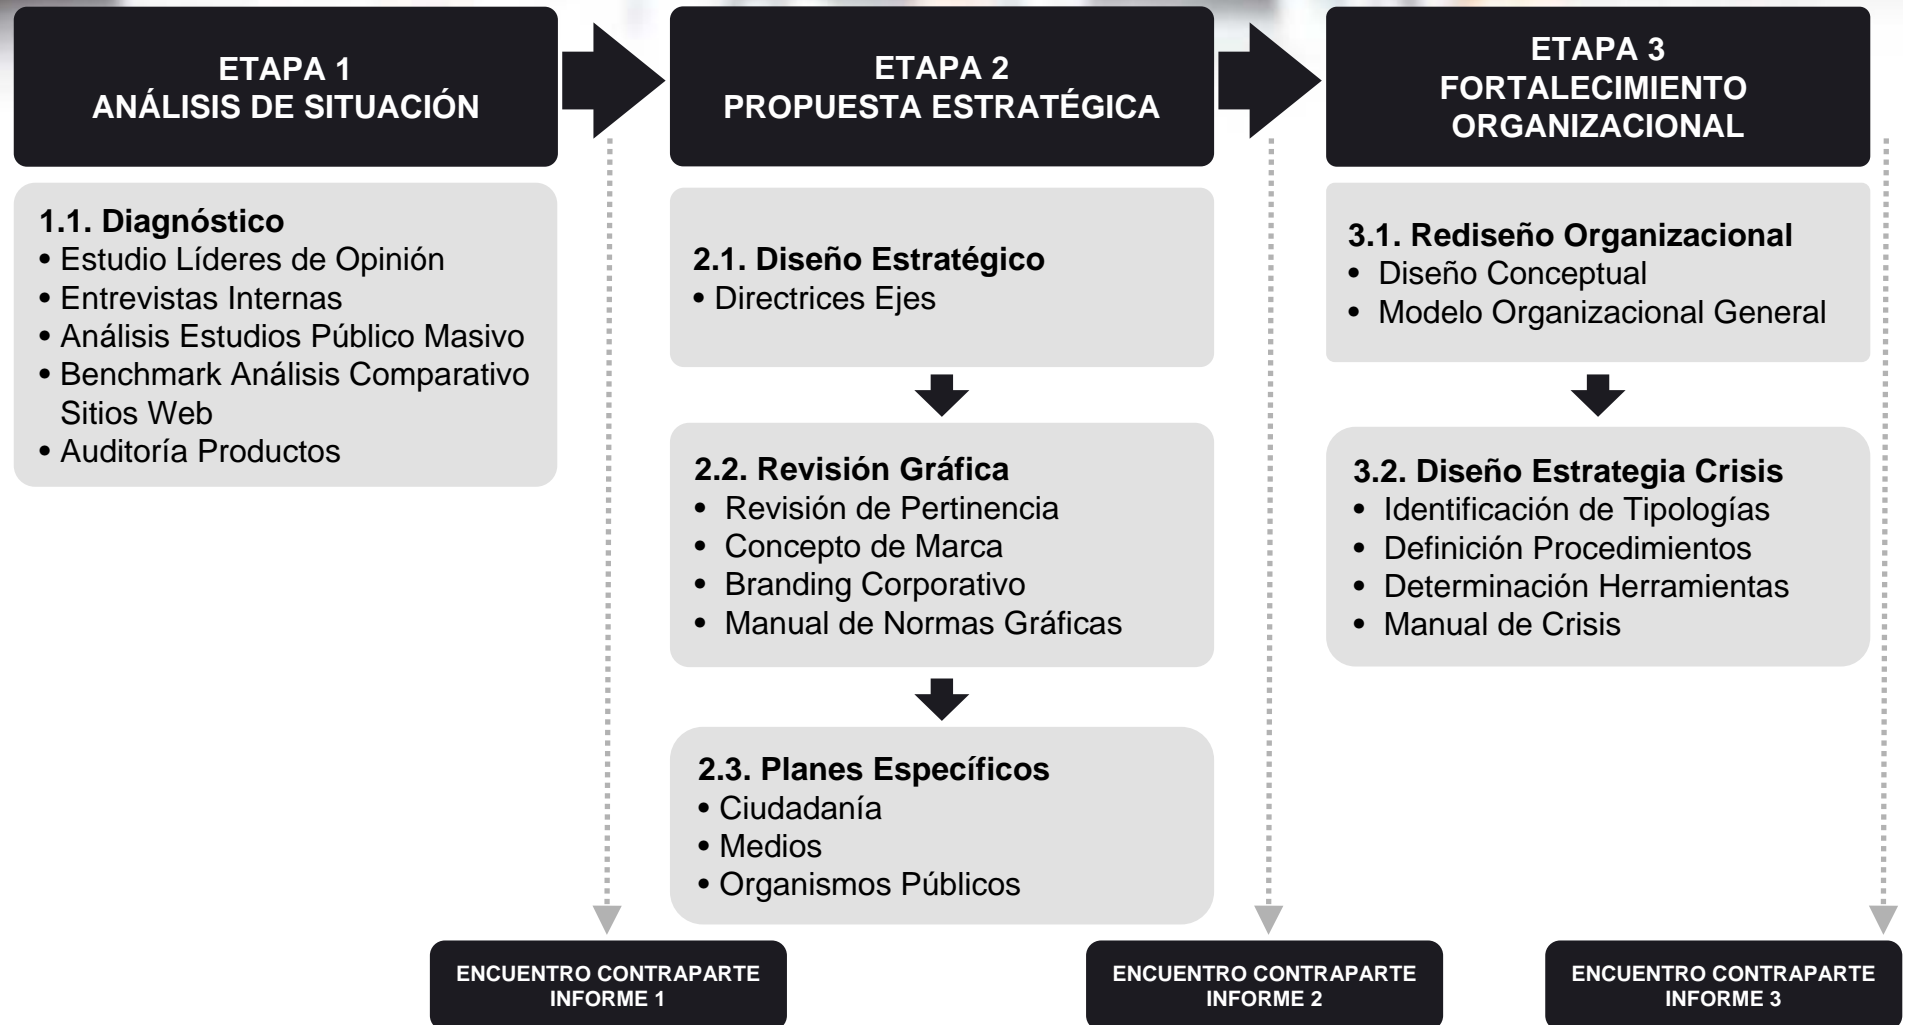 ETAPA 1
ANÁLISIS DE SITUACIÓN
1.1. Diagnóstico
• Estudio Líderes de Opinión
• Entrevistas Internas
• Análisis Estudios Público Masivo
• Benchmark Análisis Comparativo
Sitios Web
• Auditoría Productos
ETAPA 2
PROPUESTA ESTRATÉGICA
2.1. Diseño Estratégico
• Directrices Ejes
2.2. Revisión Gráfica
• Revisión de Pertinencia
• Concepto de Marca
• Branding Corporativo
• Manual de Normas Gráficas
2.3. Planes Específicos
• Ciudadanía
• Medios
• Organismos Públicos
ETAPA 3
FORTALECIMIENTO
ORGANIZACIONAL
3.1. Rediseño Organizacional
• Diseño Conceptual
• Modelo Organizacional General
3.2. Diseño Estrategia Crisis
• Identificación de Tipologías
• Definición Procedimientos
• Determinación Herramientas
• Manual de Crisis
ENCUENTRO CONTRAPARTE
INFORME 1
ENCUENTRO CONTRAPARTE
INFORME 2
ENCUENTRO CONTRAPARTE
INFORME 3